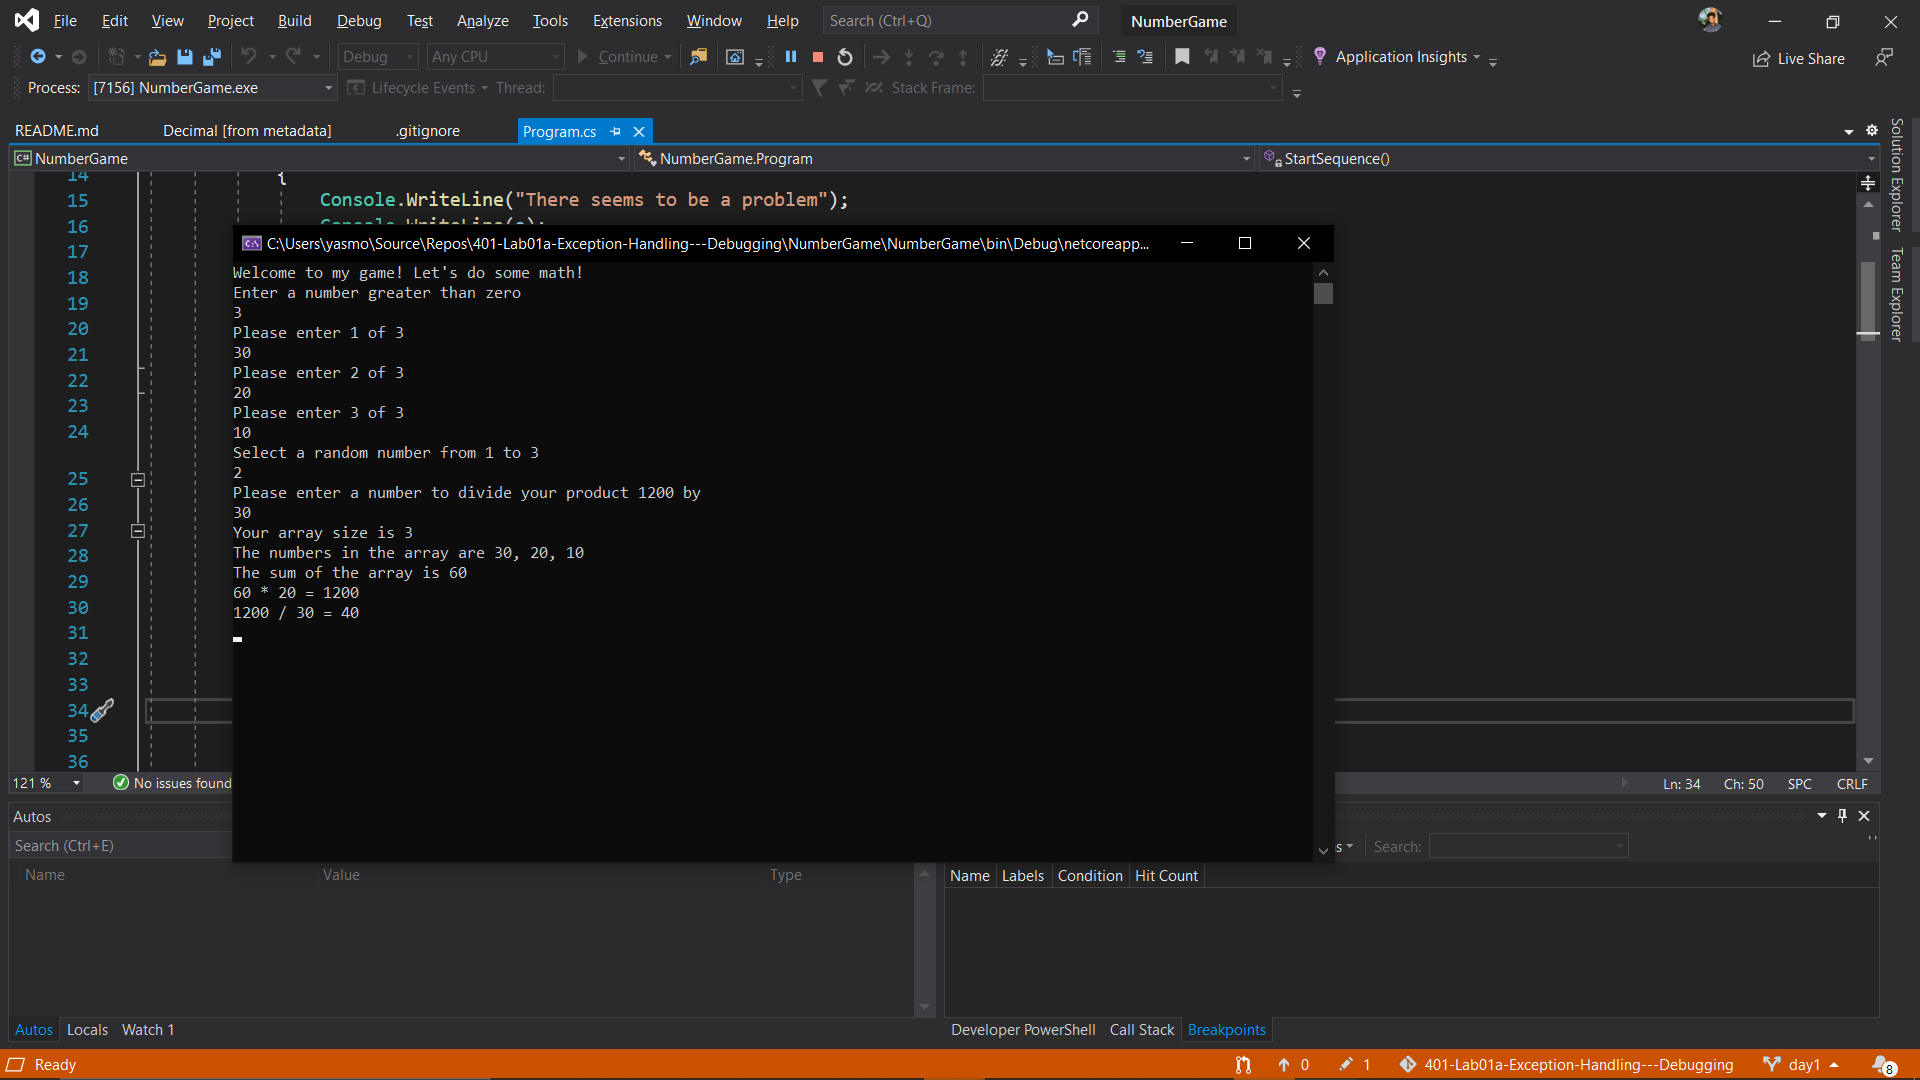 File Edit View Project Build Debug Test Analyze Tools Extensions Window Help Search (Ctrl+Q) NumberGame
Debug Any CPU Continue Application Insights Live Share
Process: [7156] NumberGame.exe Lifecycle Events Thread: Stack Frame:
README.md Decimal [from metadata] .gitignore Program.cs
C# NumberGame NumberGame.Program StartSequence()
Solution Explorer
Team Explorer
14 {
15 Console.WriteLine("There seems to be a problem");
16 Console.WriteLine(e);
17
18
19
20
21
22
23
24
25
26
27
28
29
30
31
32
33
34
35
36
C:\Users\yasmo\Source\Repos\401-Lab01a-Exception-Handling---Debugging\NumberGame\NumberGame\bin\Debug\netcoreapp...
Welcome to my game! Let's do some math!
Enter a number greater than zero
3
Please enter 1 of 3
30
Please enter 2 of 3
20
Please enter 3 of 3
10
Select a random number from 1 to 3
2
Please enter a number to divide your product 1200 by
30
Your array size is 3
The numbers in the array are 30, 20, 10
The sum of the array is 60
60 * 20 = 1200
1200 / 30 = 40
121 % No issues found Ln: 34 Ch: 50 SPC CRLF
Autos
Search (Ctrl+E) Search:
Name Value Type
Name Labels Condition Hit Count
Autos Locals Watch 1
Developer PowerShell Call Stack Breakpoints
Ready 0 1 401-Lab01a-Exception-Handling---Debugging day1 8